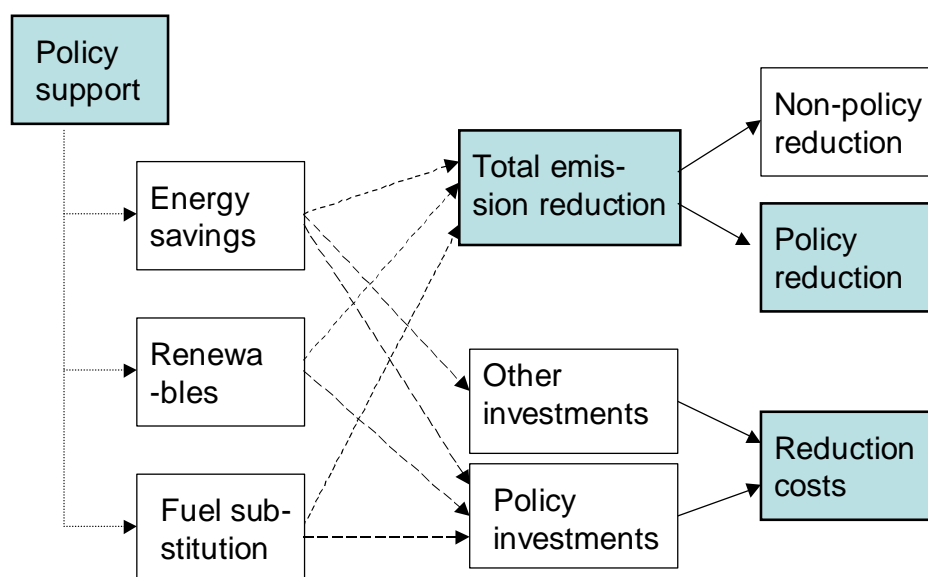 Policy
support
Energy
savings
Renewa
-bles
Fuel sub-
stitution
Total emis-
sion reduction
Other
investments
Policy
investments
Non-policy
reduction
Policy
reduction
Reduction
costs